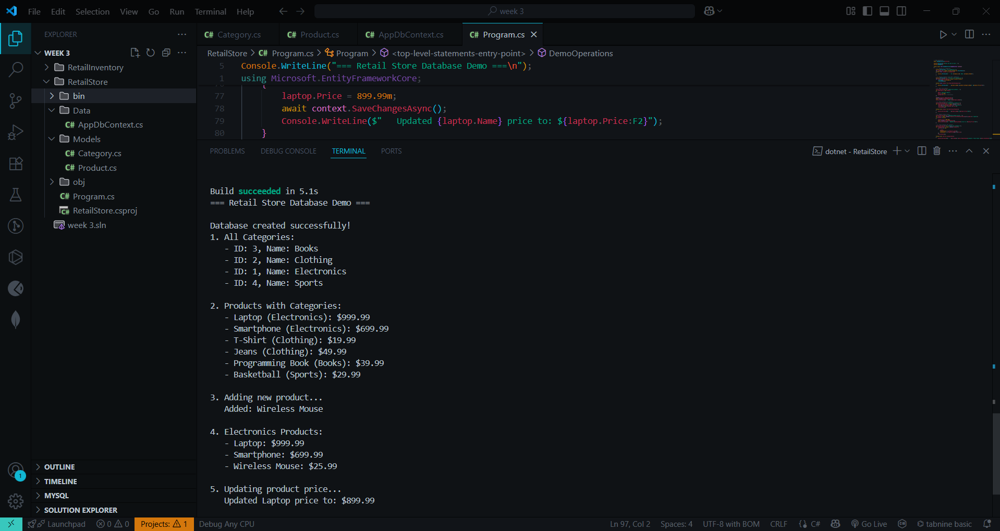 File Edit Selection View Go Run Terminal Help
week 3
EXPLORER
WEEK 3
RetailInventory
RetailStore
bin
Data
C# AppDbContext.cs
Models
C# Category.cs
C# Product.cs
obj
C# Program.cs
C# RetailStore.csproj
week 3.sln
OUTLINE
TIMELINE
MYSQL
SOLUTION EXPLORER
1
C# Category.cs C# Product.cs C# AppDbContext.cs C# Program.cs
RetailStore > C# Program.cs > Program > <top-level-statements-entry-point> > DemoOperations
5 Console.WriteLine("=== Retail Store Database Demo ===\n");
1 using Microsoft.EntityFrameworkCore;
{
77 laptop.Price = 899.99m;
78 await context.SaveChangesAsync();
79 Console.WriteLine($"   Updated {laptop.Name} price to: ${laptop.Price:F2}");
80 }
PROBLEMS DEBUG CONSOLE TERMINAL PORTS
dotnet - RetailStore
Build succeeded in 5.1s
=== Retail Store Database Demo ===
Database created successfully!
1. All Categories:
- ID: 3, Name: Books
- ID: 2, Name: Clothing
- ID: 1, Name: Electronics
- ID: 4, Name: Sports
2. Products with Categories:
- Laptop (Electronics): $999.99
- Smartphone (Electronics): $699.99
- T-Shirt (Clothing): $19.99
- Jeans (Clothing): $49.99
- Programming Book (Books): $39.99
- Basketball (Sports): $29.99
3. Adding new product...
Added: Wireless Mouse
4. Electronics Products:
- Laptop: $999.99
- Smartphone: $699.99
- Wireless Mouse: $25.99
5. Updating product price...
Updated Laptop price to: $899.99
Launchpad 0 0 Projects: 1 Debug Any CPU
Ln 97, Col 2 Spaces: 4 UTF-8 with BOM CRLF C# Go Live tabnine basic